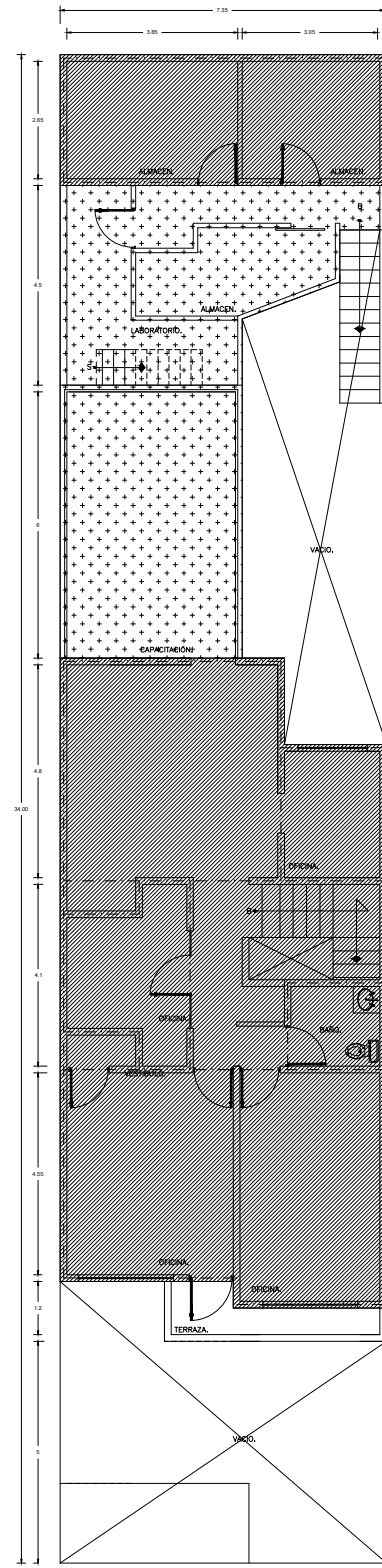 7.35
3.85
3.05
2.65
ALMACEN.
ALMACEN.
4.5
B
ALMACEN.
LABORATORIO.
S
6
VACIO.
CAPACITACIÓN.
4.8
34.00
OFICINA.
B
4.1
OFICINA.
BAÑO.
VESTIBULO.
4.55
OFICINA.
OFICINA.
1.2
TERRAZA.
VACIO.
5